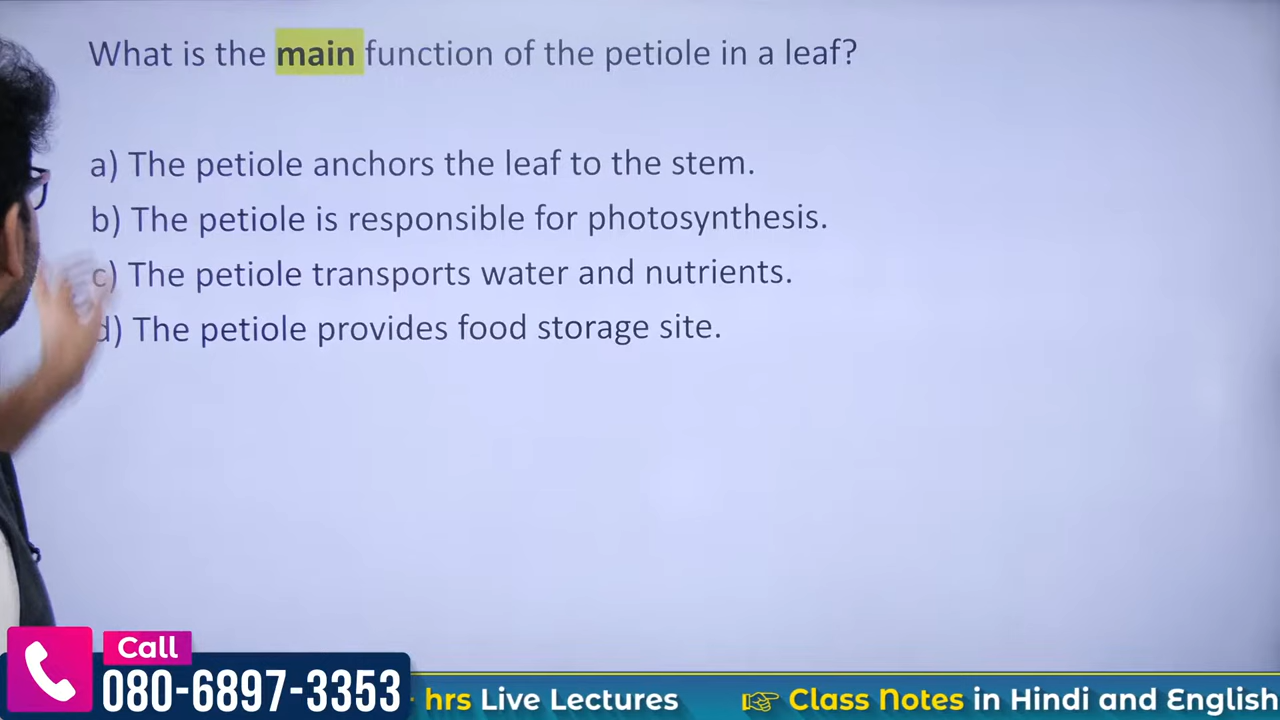 What is the main function of the petiole in a leaf?
a) The petiole anchors the leaf to the stem.
b) The petiole is responsible for photosynthesis.
c) The petiole transports water and nutrients.
d) The petiole provides food storage site.
Call
080-6897-3353
hrs Live Lectures
Class Notes in Hindi and English